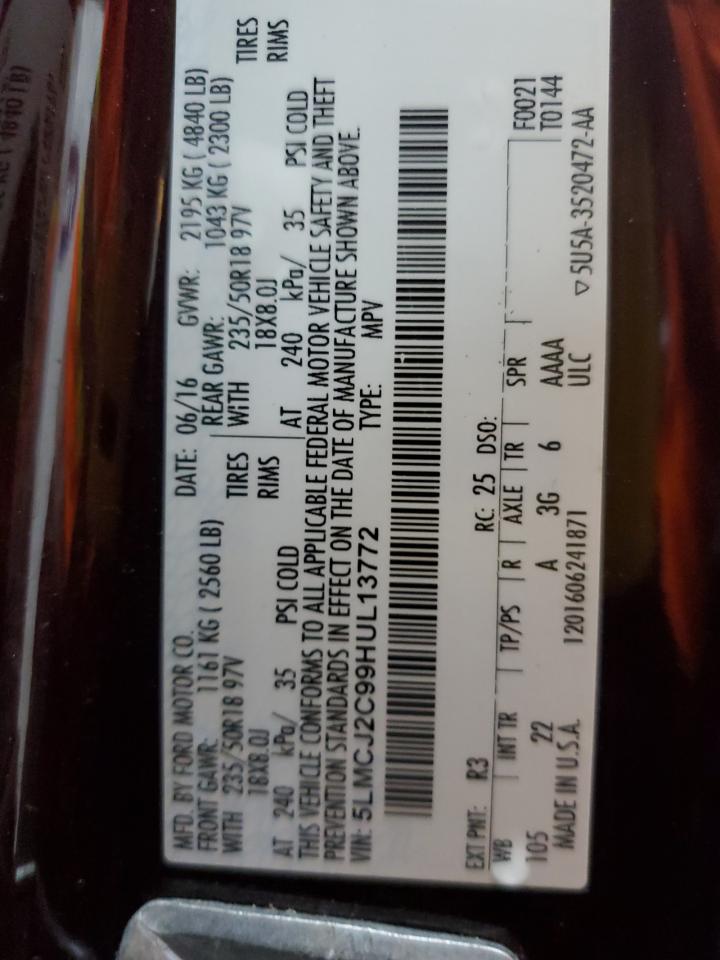 MFD. BY FORD MOTOR CO. DATE: 06/16 GVWR: 2195 KG ( 4840 LB)
FRONT GAWR: 1161 KG ( 2560 LB) REAR GAWR: 1043 KG ( 2300 LB)
WITH 235/50R18 97V TIRES WITH 235/50R18 97V TIRES
18X8.0J RIMS 18X8.0J RIMS
AT 240 kPa/ 35 PSI COLD AT 240 kPa/ 35 PSI COLD
THIS VEHICLE CONFORMS TO ALL APPLICABLE FEDERAL MOTOR VEHICLE SAFETY AND THEFT
PREVENTION STANDARDS IN EFFECT ON THE DATE OF MANUFACTURE SHOWN ABOVE.
VIN: 5LMCJ2C99HUL13772 TYPE: MPV
EXT PNT: R3 RC: 25 DSO:
WB INT TR TP/PS R AXLE TR SPR F0021
105 22 A 3G 6 AAAA T0144
MADE IN U.S.A. 1201606241871 ULC ▽5U5A-3520472-AA